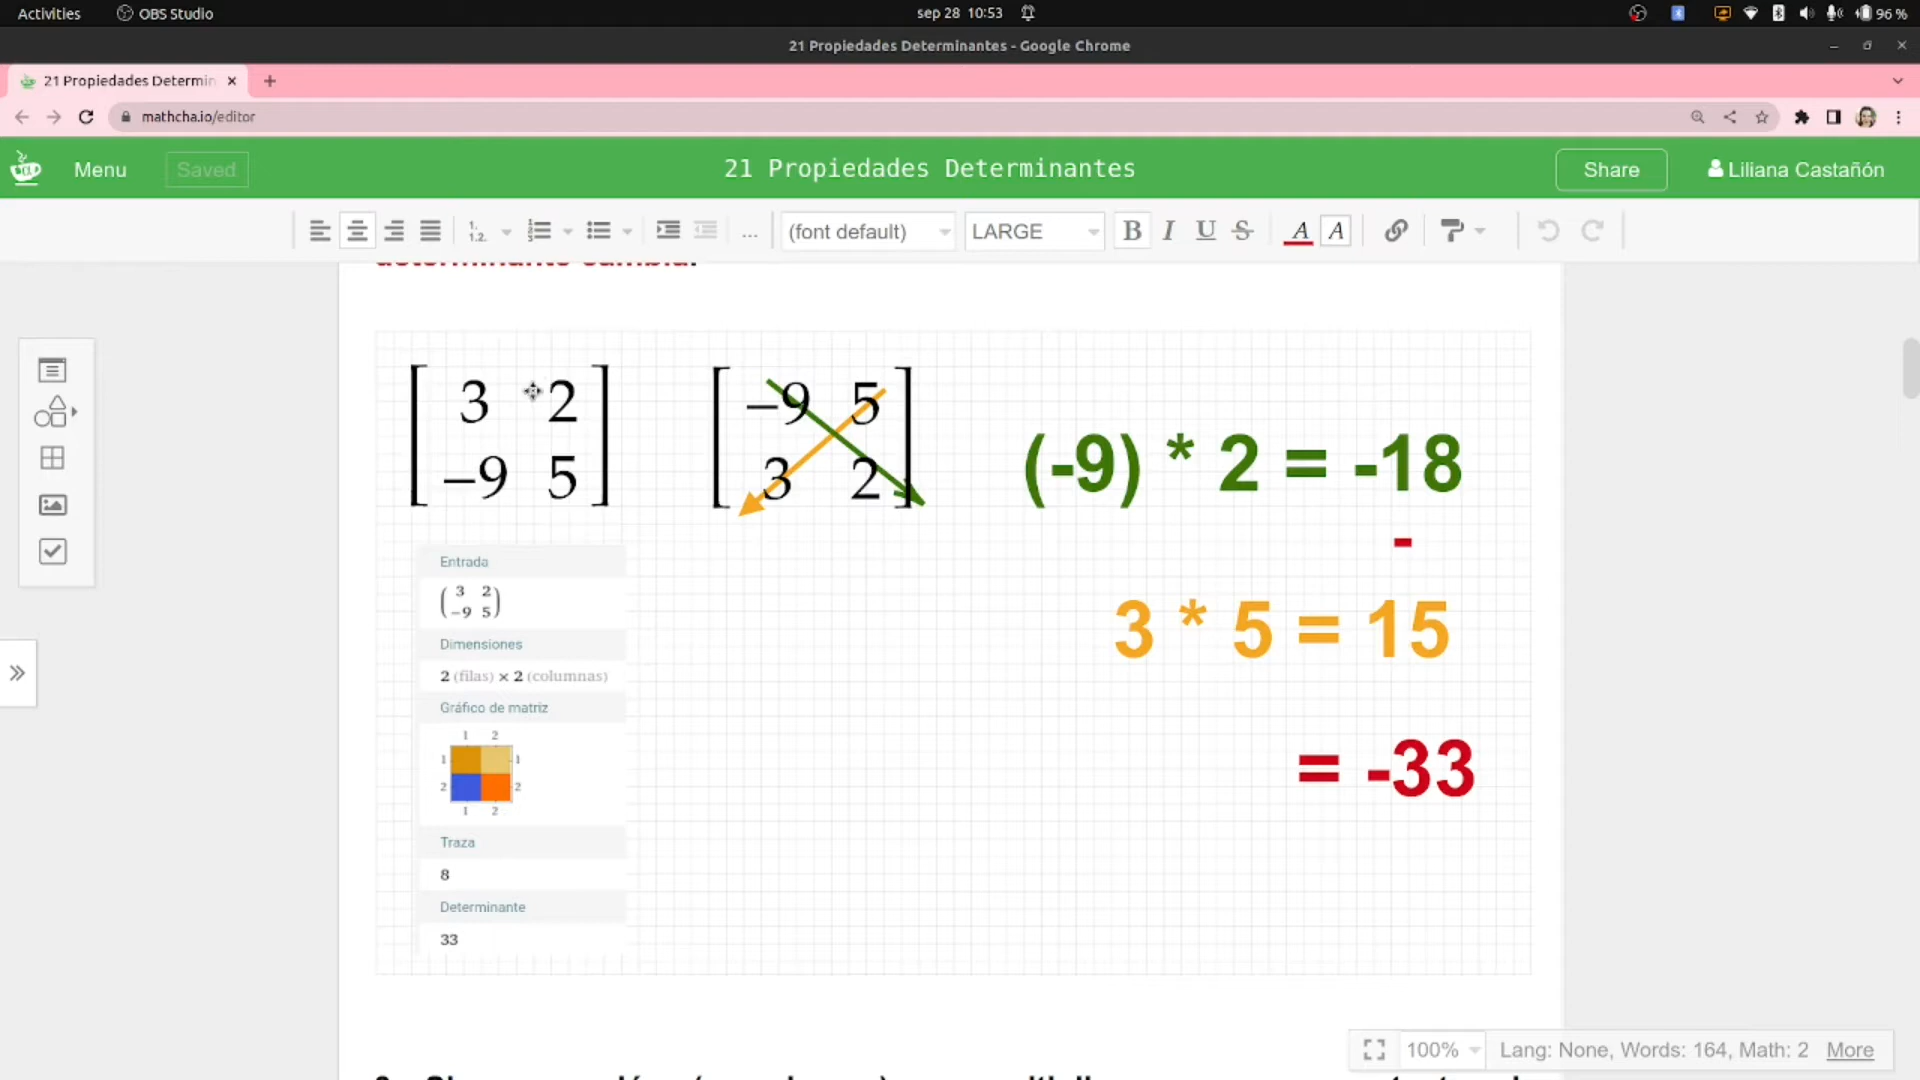 Activities OBS Studio sep 28 10:53 96 %
21 Propiedades Determinantes - Google Chrome
21 Propiedades Determin
mathcha.io/editor
Menu Saved 21 Propiedades Determinantes Share Liliana Castañón
(font default) LARGE B I U S A A
determinante cambia.
3 2
−9 5
−9 5
3 2
(-9) * 2 = -18
-
3 * 5 = 15
= -33
Entrada
3 2
−9 5
Dimensiones
2 (filas) × 2 (columnas)
Gráfico de matriz
1 2
1 1
2 2
1 2
Traza
8
Determinante
33
100% Lang: None, Words: 164, Math: 2 More